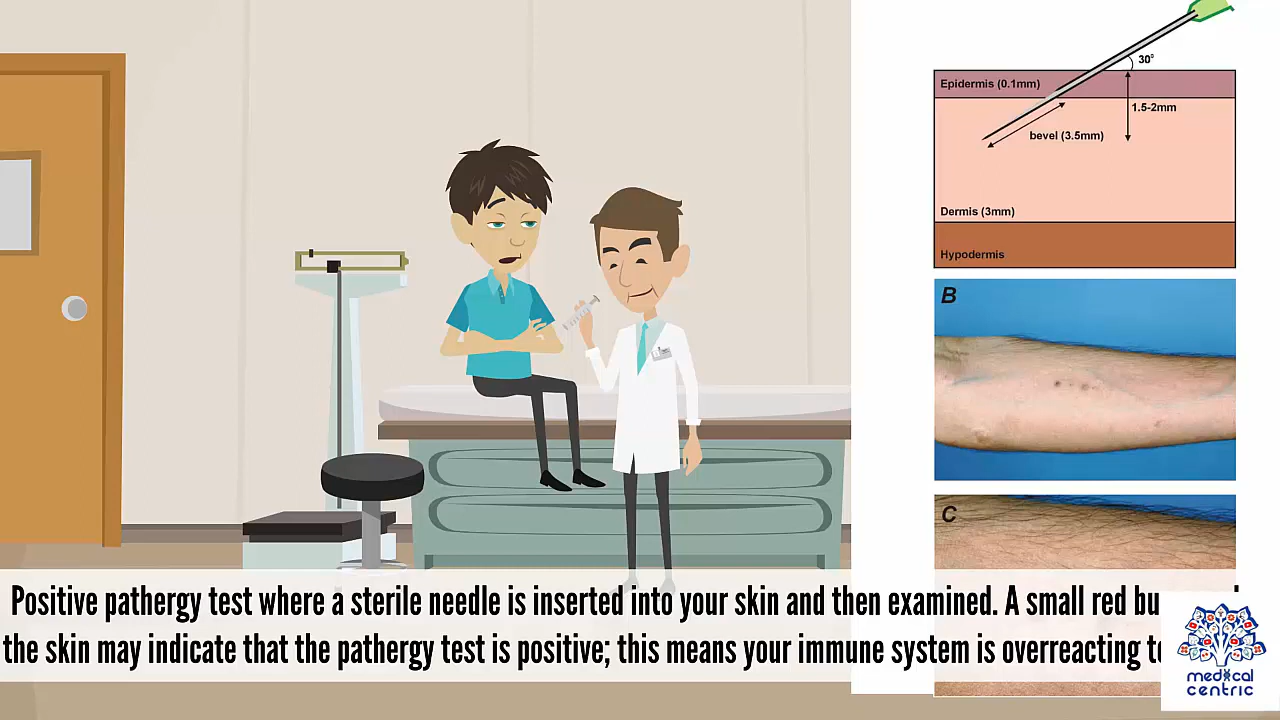 30°
Epidermis (0.1mm)
1.5-2mm
bevel (3.5mm)
Dermis (3mm)
Hypodermis
B
C
Positive pathergy test where a sterile needle is inserted into your skin and then examined. A small red
the skin may indicate that the pathergy test is positive; this means your immune system is overreacting
medical
centric